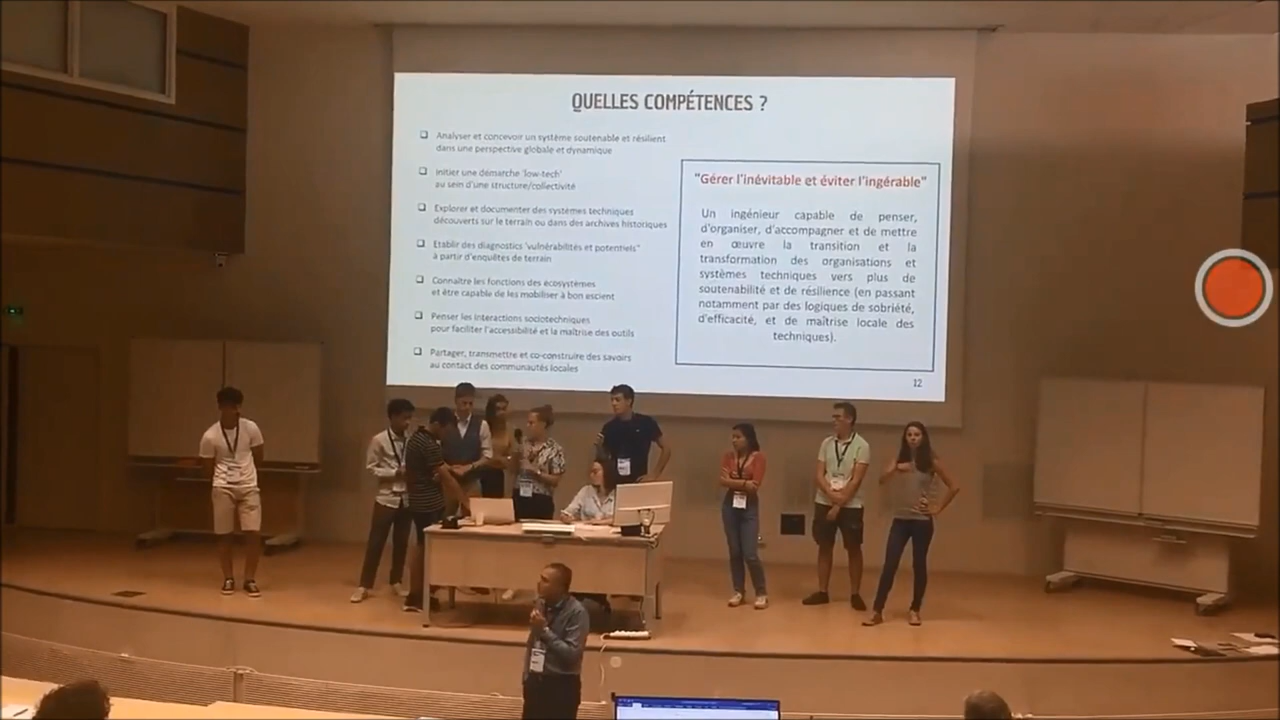 QUELLES COMPÉTENCES ?
Analyser et concevoir un système soutenable et résilient
dans une perspective globale et dynamique
Initier une démarche 'low-tech'
au sein d'une structure/collectivité
Explorer et documenter des systèmes techniques
découverts sur le terrain ou dans des archives historiques
Etablir des diagnostics 'vulnérabilités et potentiels"
à partir d'enquêtes de terrain
Connaître les fonctions des écosystèmes
et être capable de les mobiliser à bon escient
Penser les interactions sociotechniques
pour faciliter l'accessibilité et la maîtrise des outils
Partager, transmettre et co-construire des savoirs
au contact des communautés locales
"Gérer l'inévitable et éviter l'ingérable"
Un ingénieur capable de penser,
d'organiser, d'accompagner et de mettre
en œuvre la transition et la
transformation des organisations et
systèmes techniques vers plus de
soutenabilité et de résilience (en passant
notamment par des logiques de sobriété,
d'efficacité, et de maîtrise locale des
techniques).
12